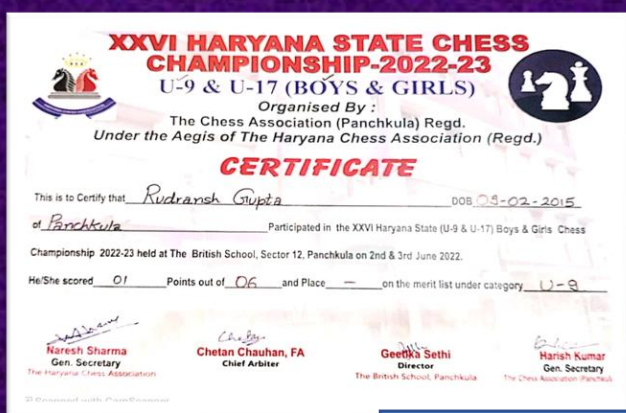 XXVI HARYANA STATE CHESS
CHAMPIONSHIP-2022-23
U-9 & U-17 (BOYS & GIRLS)
Organised By :
The Chess Association (Panchkula) Regd.
Under the Aegis of The Haryana Chess Association (Regd.)
CERTIFICATE
This is to Certify that Rudransh Gupta DOB 09-02-2015
of Panchkula Participated in the XXVI Haryana State (U-9 & U-17) Boys & Girls Chess
Championship 2022-23 held at The British School, Sector 12, Panchkula on 2nd & 3rd June 2022.
He/She scored 01 Points out of 06 and Place — on the merit list under category U-9
Naresh Sharma Chetan Chauhan, FA Geetika Sethi Harish Kumar
Gen. Secretary Chief Arbiter Director Gen. Secretary
The Haryana Chess Association The British School, Panchkula The Chess Association (Panchkula)
Scanned with CamScanner